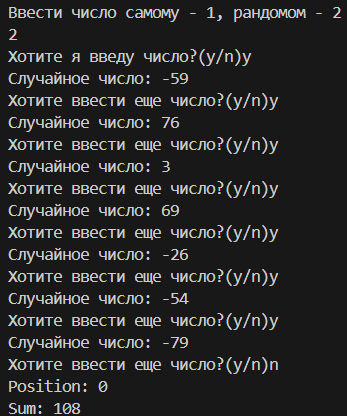 Ввести число самому - 1, рандомом - 2
2
Хотите я введу число?(y/n)y
Случайное число: -59
Хотите ввести еще число?(y/n)y
Случайное число: 76
Хотите ввести еще число?(y/n)y
Случайное число: 3
Хотите ввести еще число?(y/n)y
Случайное число: 69
Хотите ввести еще число?(y/n)y
Случайное число: -26
Хотите ввести еще число?(y/n)y
Случайное число: -54
Хотите ввести еще число?(y/n)y
Случайное число: -79
Хотите ввести еще число?(y/n)n
Position: 0
Sum: 108